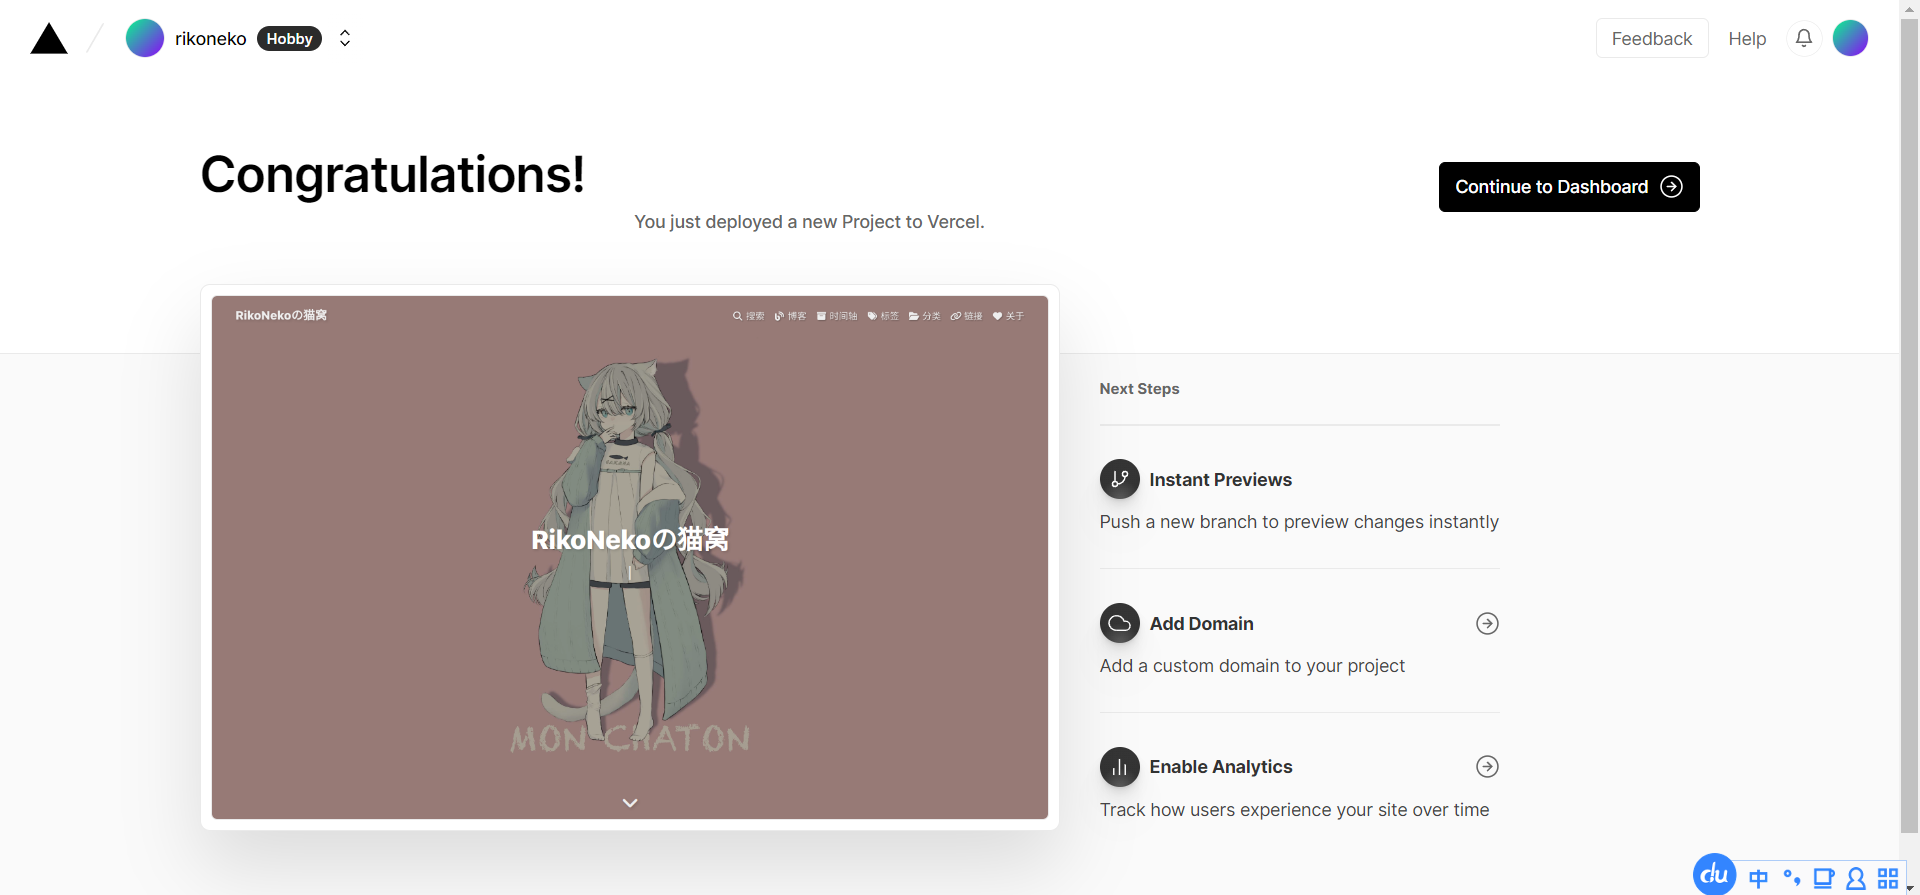 rikoneko Hobby
Feedback Help
Congratulations!
Continue to Dashboard
You just deployed a new Project to Vercel.
RikoNekoの猫窝 搜索 博客 时间轴 标签 分类 链接 关于
RikoNekoの猫窝
MON CHATON
Next Steps
Instant Previews
Push a new branch to preview changes instantly
Add Domain
Add a custom domain to your project
Enable Analytics
Track how users experience your site over time
du 中